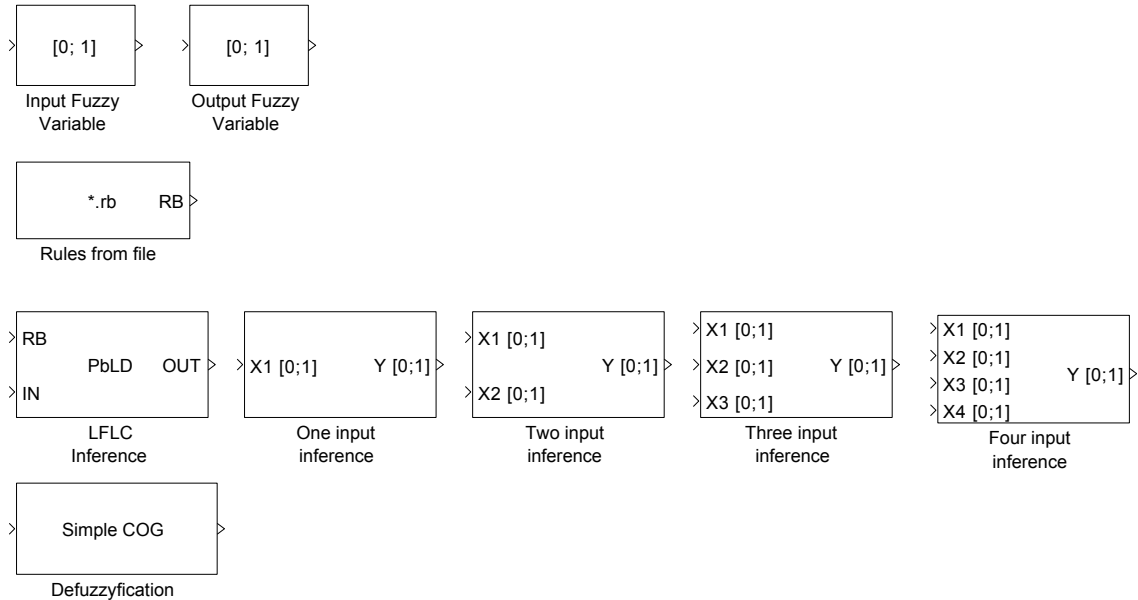 [0; 1]
[0; 1]
Input Fuzzy
Variable
Output Fuzzy
Variable
*.rb
RB
Rules from file
RB
PbLD
OUT
IN
LFLC
Inference
X1 [0;1]
Y [0;1]
One input
inference
X1 [0;1]
Y [0;1]
X2 [0;1]
Two input
inference
X1 [0;1]
X2 [0;1]
Y [0;1]
X3 [0;1]
Three input
inference
X1 [0;1]
X2 [0;1]
Y [0;1]
X3 [0;1]
X4 [0;1]
Four input
inference
Simple COG
Defuzzyfication